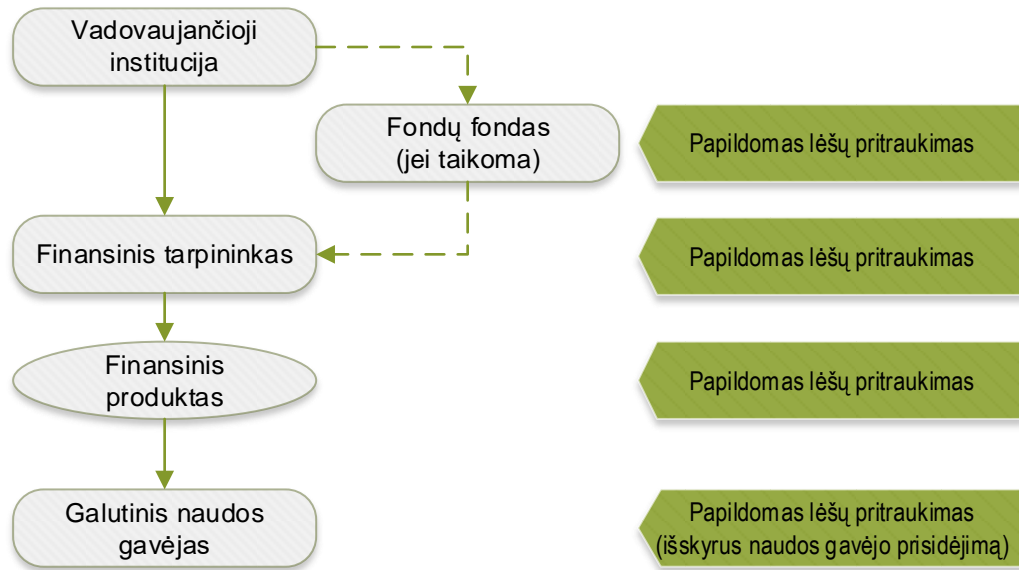 Vadovaujančioji
institucija
Fondų fondas
(jei taikoma)
Papildomas lėšų pritraukimas
Finansinis tarpininkas
Papildomas lėšų pritraukimas
Finansinis
produktas
Papildomas lėšų pritraukimas
Galutinis naudos
gavėjas
Papildomas lėšų pritraukimas
(išskyrus naudos gavėjo prisidėjimą)